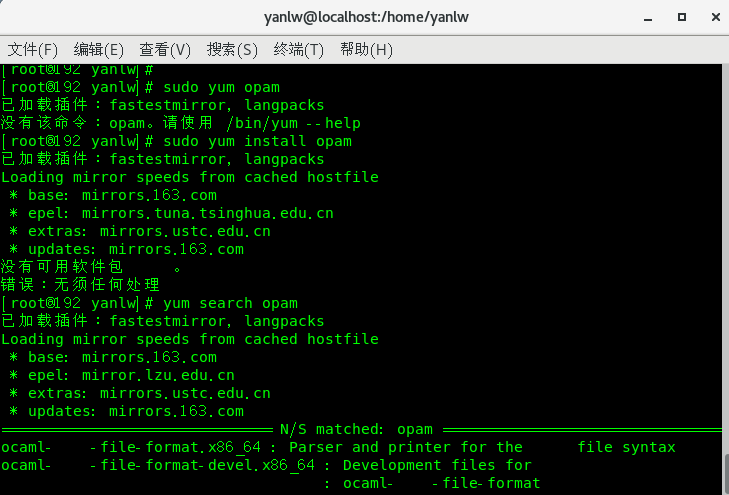 yanlw@localhost:/home/yanlw
文件(F) 编辑(E) 查看(V) 搜索(S) 终端(T) 帮助(H)
[root@192 yanlw]#
[root@192 yanlw]# sudo yum opam
已加载插件：fastestmirror, langpacks
没有该命令：opam。请使用 /bin/yum --help
[root@192 yanlw]# sudo yum install opam
已加载插件：fastestmirror, langpacks
Loading mirror speeds from cached hostfile
* base: mirrors.163.com
* epel: mirrors.tuna.tsinghua.edu.cn
* extras: mirrors.ustc.edu.cn
* updates: mirrors.163.com
没有可用软件包 。
错误：无须任何处理
[root@192 yanlw]# yum search opam
已加载插件：fastestmirror, langpacks
Loading mirror speeds from cached hostfile
* base: mirrors.163.com
* epel: mirror.lzu.edu.cn
* extras: mirrors.ustc.edu.cn
* updates: mirrors.163.com
============================== N/S matched: opam ===============================
ocaml- -file-format.x86_64 : Parser and printer for the file syntax
ocaml- -file-format-devel.x86_64 : Development files for
: ocaml- -file-format